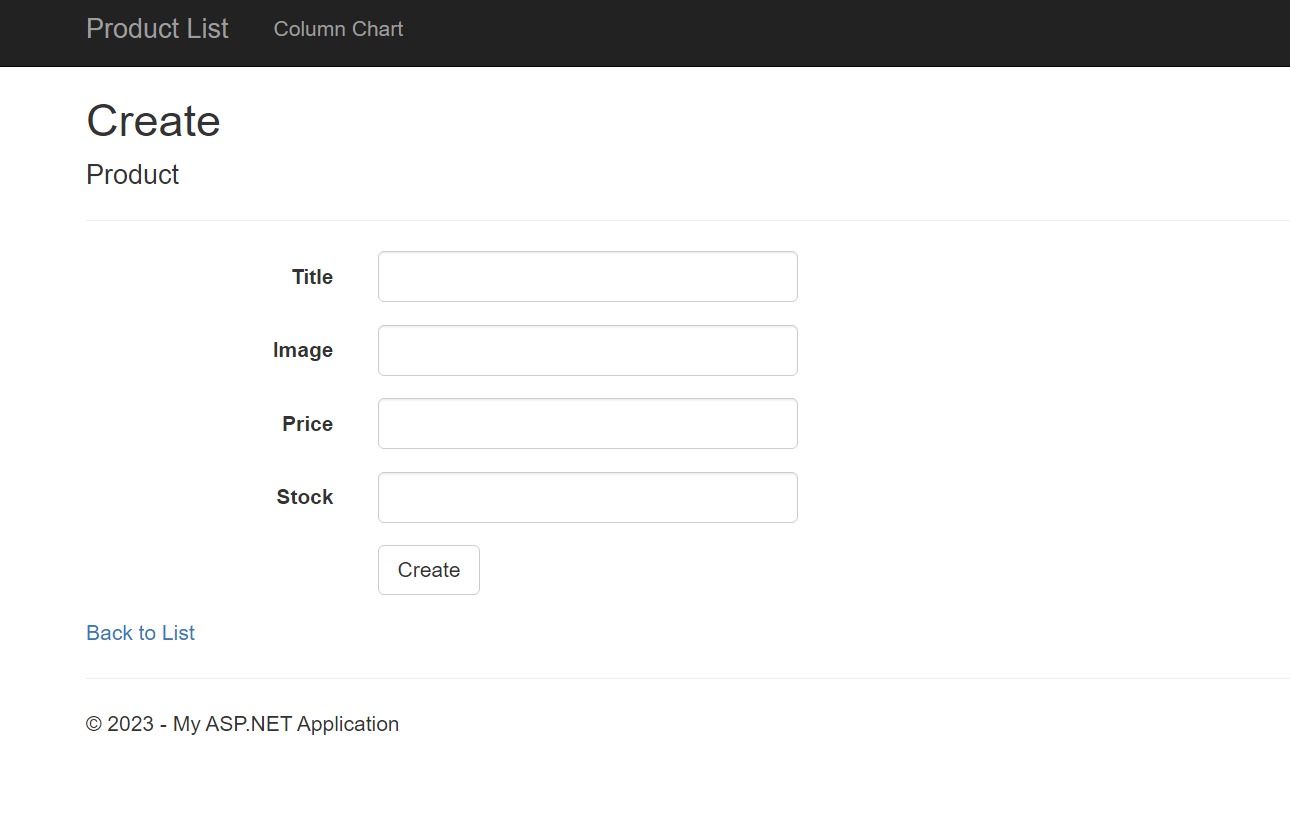 Product List Column Chart
Create
Product
Title
Image
Price
Stock
Create
Back to List
© 2023 - My ASP.NET Application